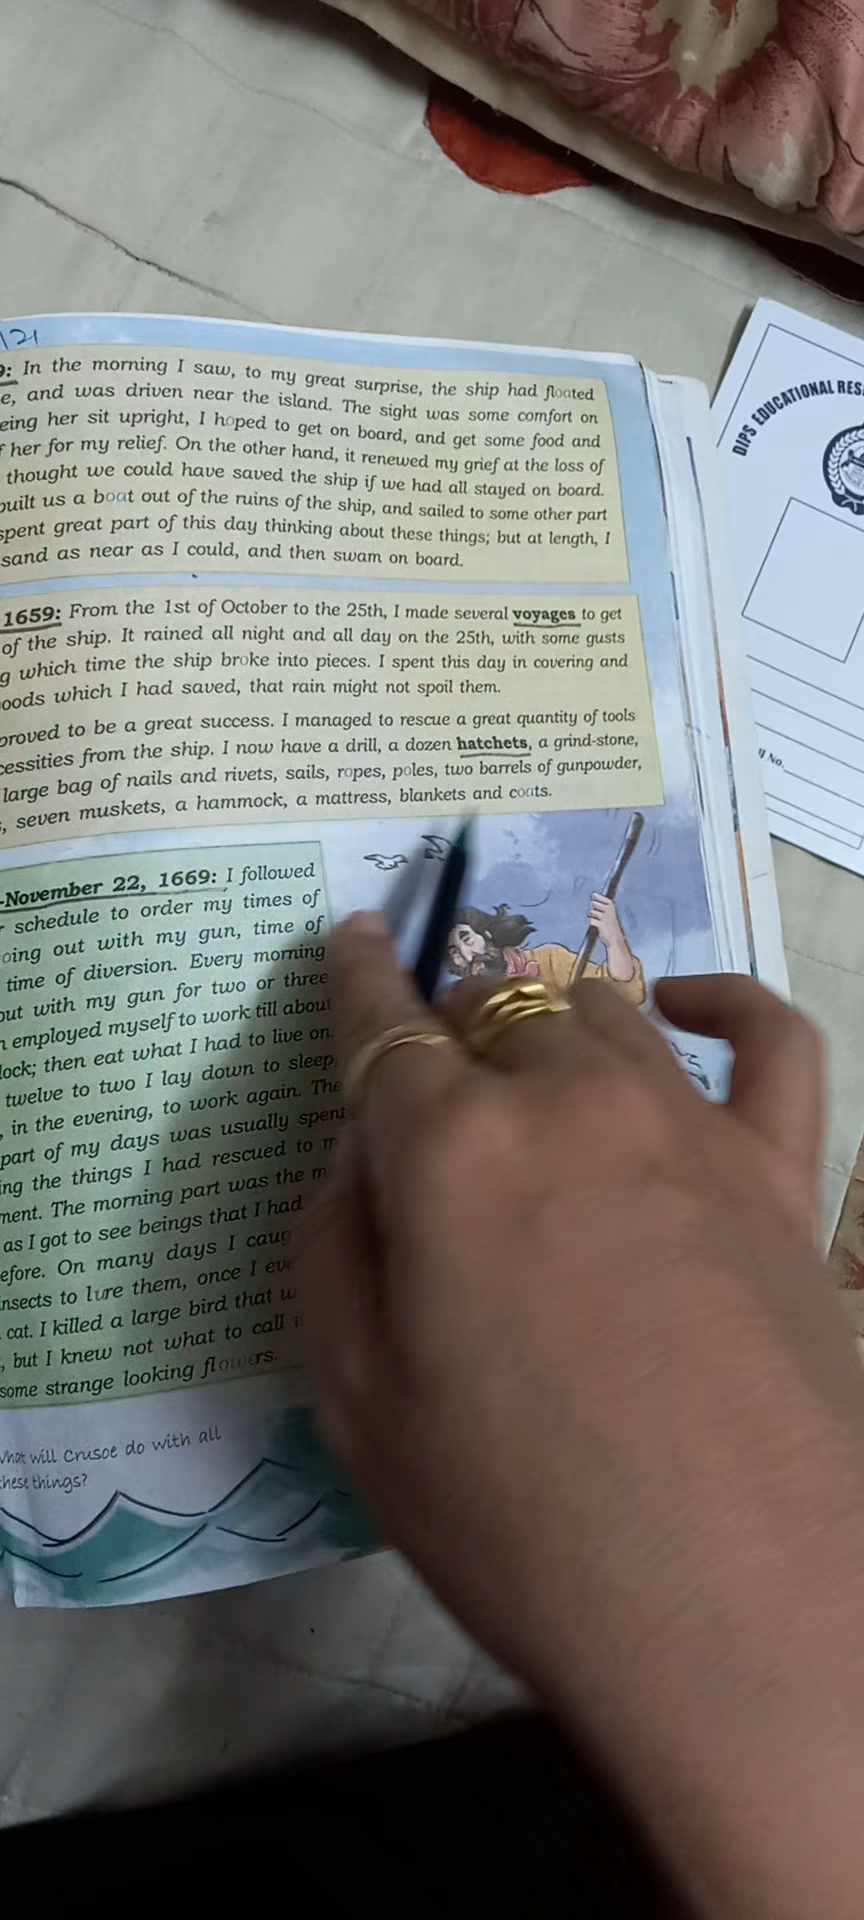 121
: In the morning I saw, to my great surprise, the ship had floated
e, and was driven near the island. The sight was some comfort on
eing her sit upright, I hoped to get on board, and get some food and
f her for my relief. On the other hand, it renewed my grief at the loss of
thought we could have saved the ship if we had all stayed on board.
built us a boat out of the ruins of the ship, and sailed to some other part
spent great part of this day thinking about these things; but at length, I
sand as near as I could, and then swam on board.
1659: From the 1st of October to the 25th, I made several voyages to get
of the ship. It rained all night and all day on the 25th, with some gusts
g which time the ship broke into pieces. I spent this day in covering and
oods which I had saved, that rain might not spoil them.
proved to be a great success. I managed to rescue a great quantity of tools
cessities from the ship. I now have a drill, a dozen hatchets, a grind-stone,
large bag of nails and rivets, sails, ropes, poles, two barrels of gunpowder,
, seven muskets, a hammock, a mattress, blankets and coats.
-November 22, 1669: I followed
r schedule to order my times of
oing out with my gun, time of
time of diversion. Every morning
out with my gun for two or three
n employed myself to work till about
lock; then eat what I had to live on
twelve to two I lay down to sleep
, in the evening, to work again. The
part of my days was usually spent
ing the things I had rescued to m
ment. The morning part was the m
as I got to see beings that I had
efore. On many days I caug
insects to lure them, once I eve
cat. I killed a large bird that w
, but I knew not what to call i
some strange looking flowers.
What will Crusoe do with all
these things?
DIPS EDUCATIONAL RES
No.